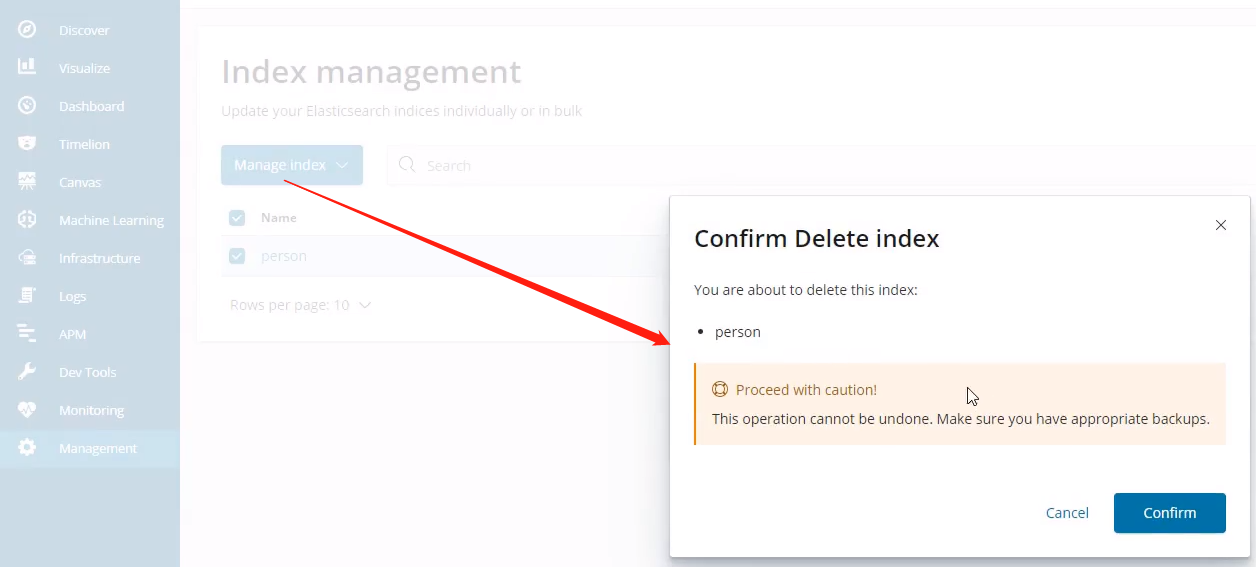 Discover
Visualize
Dashboard
Timelion
Canvas
Machine Learning
Infrastructure
Logs
APM
Dev Tools
Monitoring
Management
Index management
Update your Elasticsearch indices individually or in bulk
Manage index
Search
Name
person
Rows per page: 10
Confirm Delete index
You are about to delete this index:
• person
Proceed with caution!
This operation cannot be undone. Make sure you have appropriate backups.
Cancel Confirm